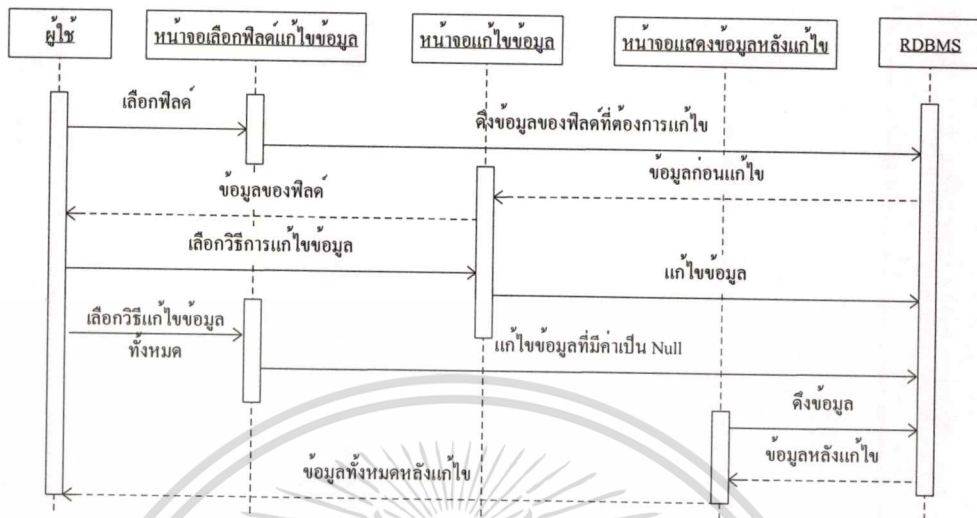 ผู้ใช้
หน้าจอเลือกฟิลด์แก้ไขข้อมูล
หน้าจอแก้ไขข้อมูล
หน้าจอแสดงข้อมูลหลังแก้ไข
RDBMS
เลือกฟิลด์
ดึงข้อมูลของฟิลด์ที่ต้องการแก้ไข
ข้อมูลก่อนแก้ไข
ข้อมูลของฟิลด์
เลือกวิธีการแก้ไขข้อมูล
แก้ไขข้อมูล
เลือกวิธีแก้ไขข้อมูล
ทั้งหมด
แก้ไขข้อมูลที่มีค่าเป็น Null
ดึงข้อมูล
ข้อมูลหลังแก้ไข
ข้อมูลทั้งหมดหลังแก้ไข